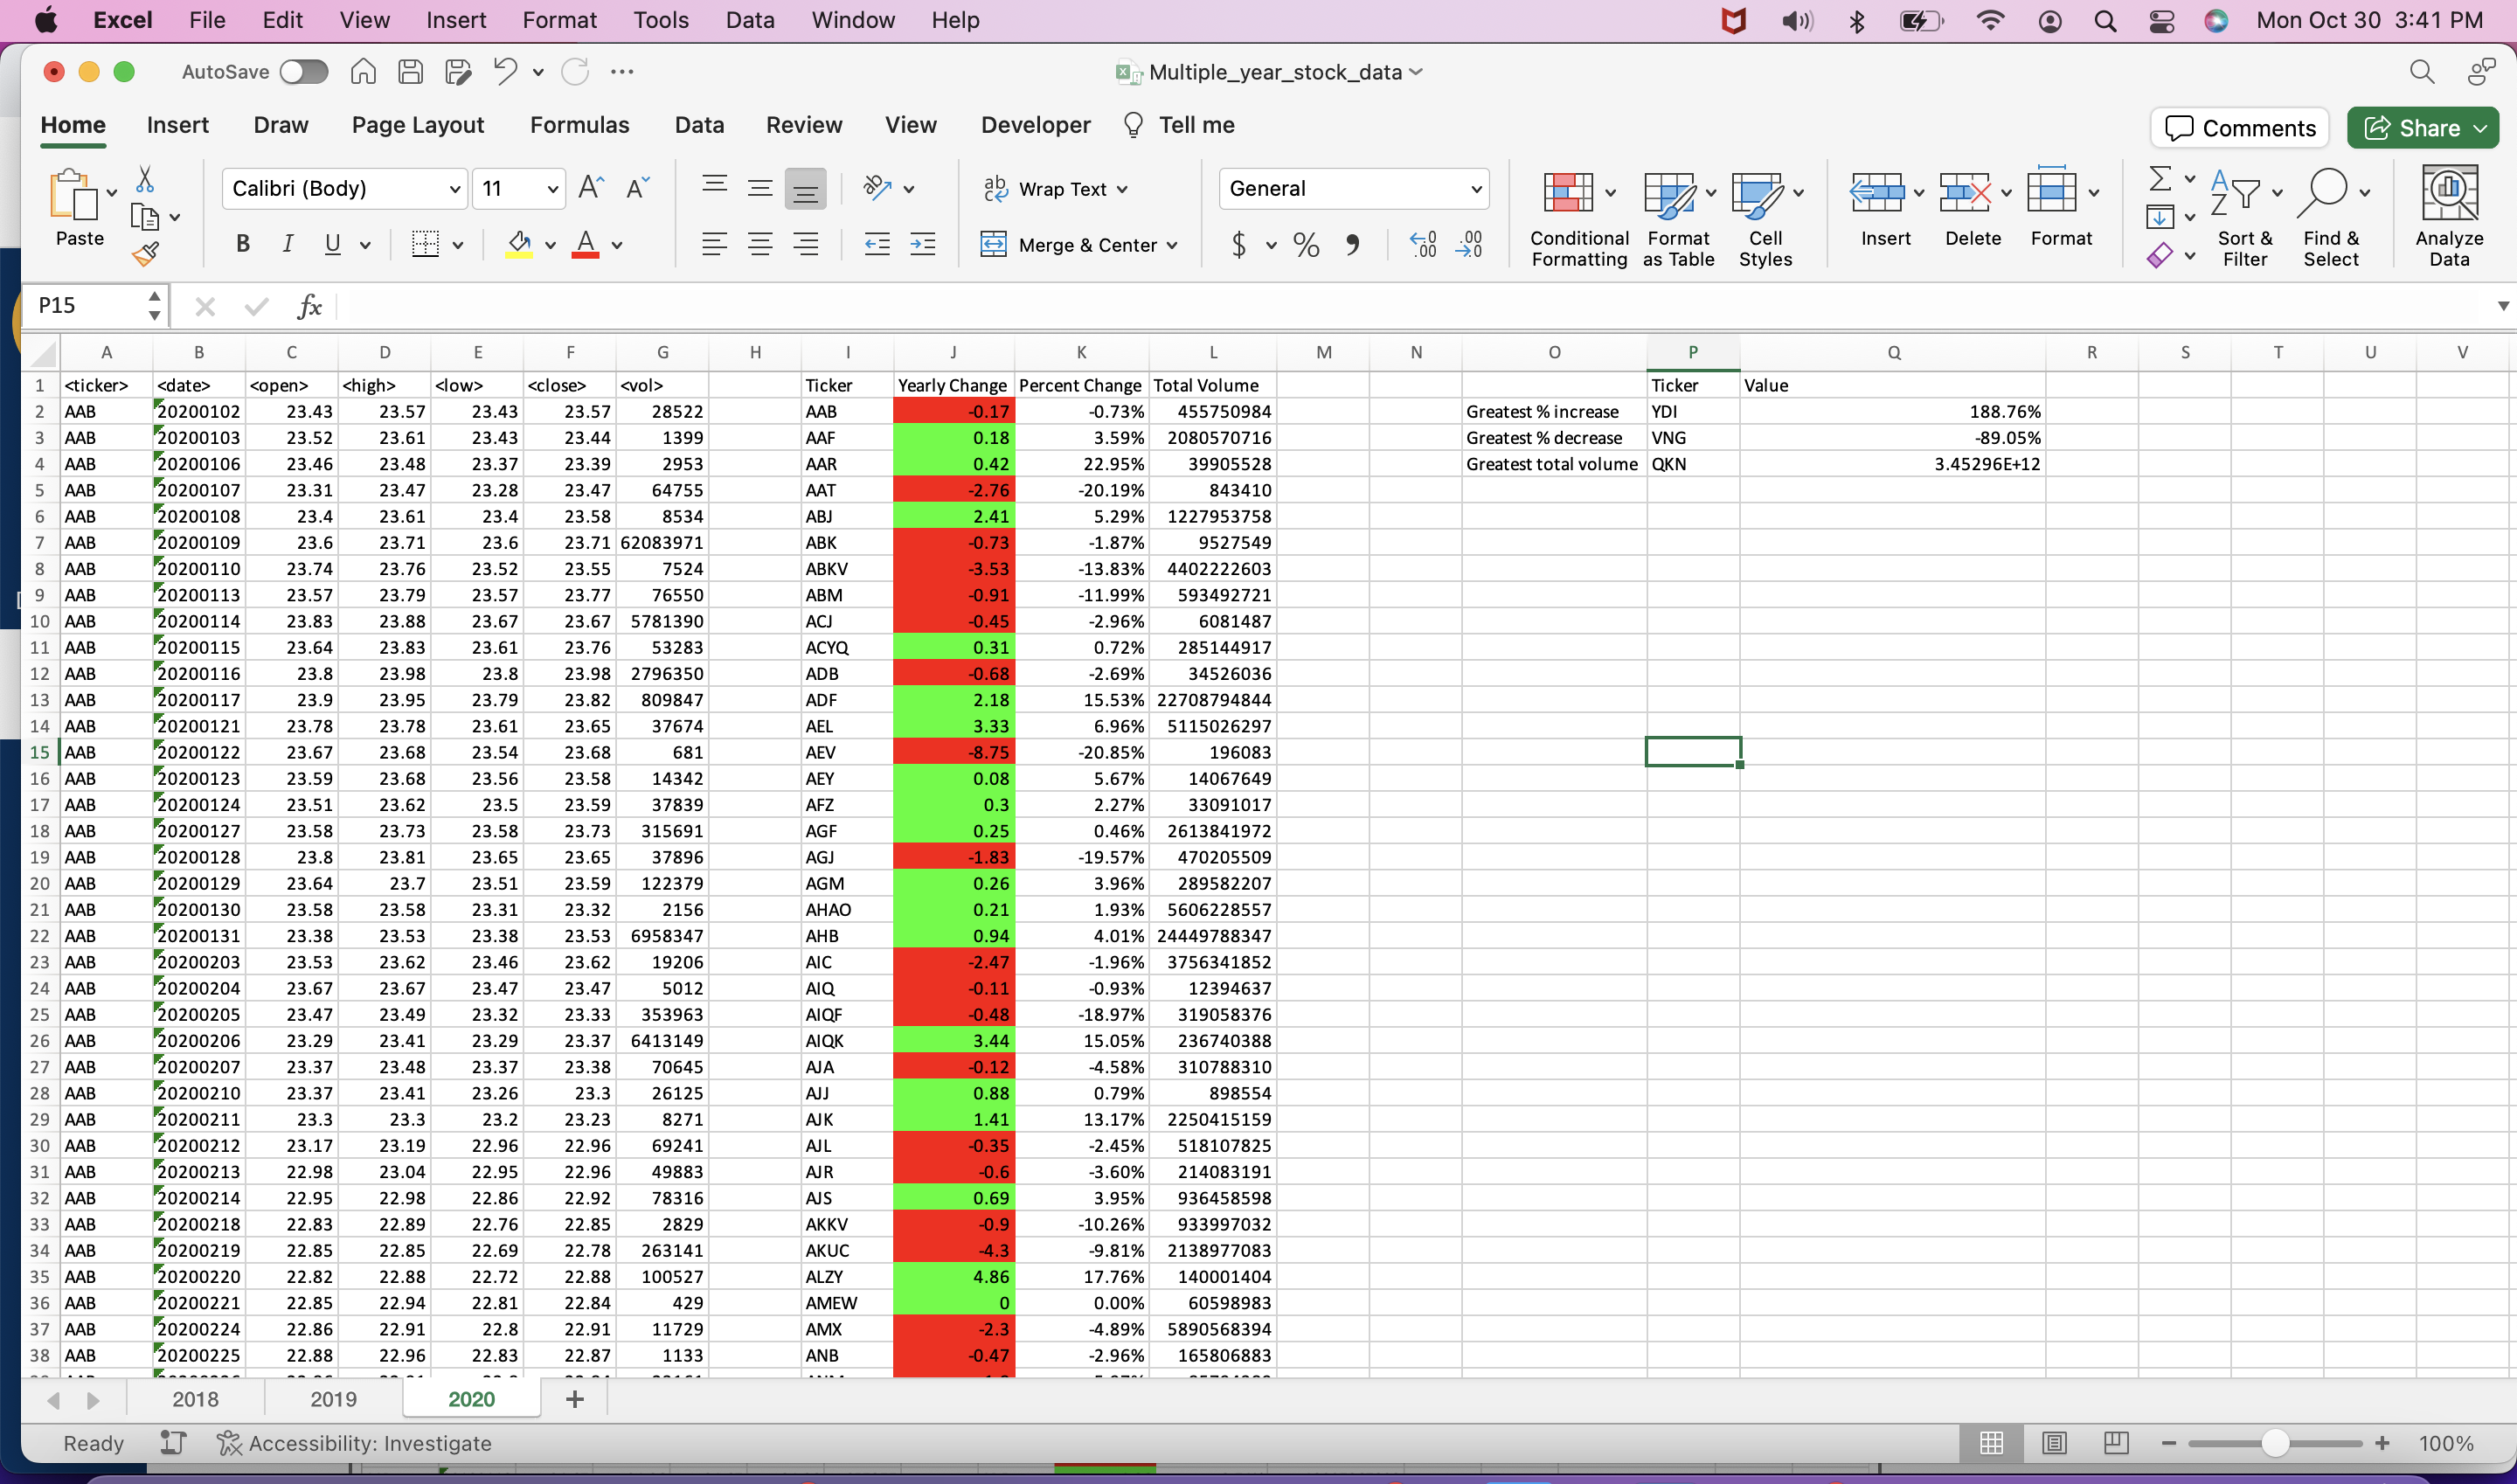 Excel File Edit View Insert Format Tools Data Window Help Mon Oct 30 3:41 PM
AutoSave Multiple_year_stock_data
Home Insert Draw Page Layout Formulas Data Review View Developer Tell me Comments Share
Calibri (Body) 11 Wrap Text General
Paste Merge & Center $ % Conditional Formatting Format as Table Cell Styles Insert Delete Format Sort & Filter Find & Select Analyze Data
B I U A
P15 fx
A B C D E F G H I J K L M N O P Q R S T U V
1 <ticker> <date> <open> <high> <low> <close> <vol> Ticker Yearly Change Percent Change Total Volume Ticker Value
2 AAB 20200102 23.43 23.57 23.43 23.57 28522 AAB -0.17 -0.73% 455750984 Greatest % increase YDI 188.76%
3 AAB 20200103 23.52 23.61 23.43 23.44 1399 AAF 0.18 3.59% 2080570716 Greatest % decrease VNG -89.05%
4 AAB 20200106 23.46 23.48 23.37 23.39 2953 AAR 0.42 22.95% 39905528 Greatest total volume QKN 3.45296E+12
5 AAB 20200107 23.31 23.47 23.28 23.47 64755 AAT -2.76 -20.19% 843410
6 AAB 20200108 23.4 23.61 23.4 23.58 8534 ABJ 2.41 5.29% 1227953758
7 AAB 20200109 23.6 23.71 23.6 23.71 62083971 ABK -0.73 -1.87% 9527549
8 AAB 20200110 23.74 23.76 23.52 23.55 7524 ABKV -3.53 -13.83% 4402222603
9 AAB 20200113 23.57 23.79 23.57 23.77 76550 ABM -0.91 -11.99% 593492721
10 AAB 20200114 23.83 23.88 23.67 23.67 5781390 ACJ -0.45 -2.96% 6081487
11 AAB 20200115 23.64 23.83 23.61 23.76 53283 ACYQ 0.31 0.72% 285144917
12 AAB 20200116 23.8 23.98 23.8 23.98 2796350 ADB -0.68 -2.69% 34526036
13 AAB 20200117 23.9 23.95 23.79 23.82 809847 ADF 2.18 15.53% 22708794844
14 AAB 20200121 23.78 23.78 23.61 23.65 37674 AEL 3.33 6.96% 5115026297
15 AAB 20200122 23.67 23.68 23.54 23.68 681 AEV -8.75 -20.85% 196083
16 AAB 20200123 23.59 23.68 23.56 23.58 14342 AEY 0.08 5.67% 14067649
17 AAB 20200124 23.51 23.62 23.5 23.59 37839 AFZ 0.3 2.27% 33091017
18 AAB 20200127 23.58 23.73 23.58 23.73 315691 AGF 0.25 0.46% 2613841972
19 AAB 20200128 23.8 23.81 23.65 23.65 37896 AGJ -1.83 -19.57% 470205509
20 AAB 20200129 23.64 23.7 23.51 23.59 122379 AGM 0.26 3.96% 289582207
21 AAB 20200130 23.58 23.58 23.31 23.32 2156 AHAO 0.21 1.93% 5606228557
22 AAB 20200131 23.38 23.53 23.38 23.53 6958347 AHB 0.94 4.01% 24449788347
23 AAB 20200203 23.53 23.62 23.46 23.62 19206 AIC -2.47 -1.96% 3756341852
24 AAB 20200204 23.67 23.67 23.47 23.47 5012 AIQ -0.11 -0.93% 12394637
25 AAB 20200205 23.47 23.49 23.32 23.33 353963 AIQF -0.48 -18.97% 319058376
26 AAB 20200206 23.29 23.41 23.29 23.37 6413149 AIQK 3.44 15.05% 236740388
27 AAB 20200207 23.37 23.48 23.37 23.38 70645 AJA -0.12 -4.58% 310788310
28 AAB 20200210 23.37 23.41 23.26 23.3 26125 AJJ 0.88 0.79% 898554
29 AAB 20200211 23.3 23.3 23.2 23.23 8271 AJK 1.41 13.17% 2250415159
30 AAB 20200212 23.17 23.19 22.96 22.96 69241 AJL -0.35 -2.45% 518107825
31 AAB 20200213 22.98 23.04 22.95 22.96 49883 AJR -0.6 -3.60% 214083191
32 AAB 20200214 22.95 22.98 22.86 22.92 78316 AJS 0.69 3.95% 936458598
33 AAB 20200218 22.83 22.89 22.76 22.85 2829 AKKV -0.9 -10.26% 933997032
34 AAB 20200219 22.85 22.85 22.69 22.78 263141 AKUC -4.3 -9.81% 2138977083
35 AAB 20200220 22.82 22.88 22.72 22.88 100527 ALZY 4.86 17.76% 140001404
36 AAB 20200221 22.85 22.94 22.81 22.84 429 AMEW 0 0.00% 60598983
37 AAB 20200224 22.86 22.91 22.8 22.91 11729 AMX -2.3 -4.89% 5890568394
38 AAB 20200225 22.88 22.96 22.83 22.87 1133 ANB -0.47 -2.96% 165806883
2018 2019 2020 +
Ready Accessibility: Investigate 100%